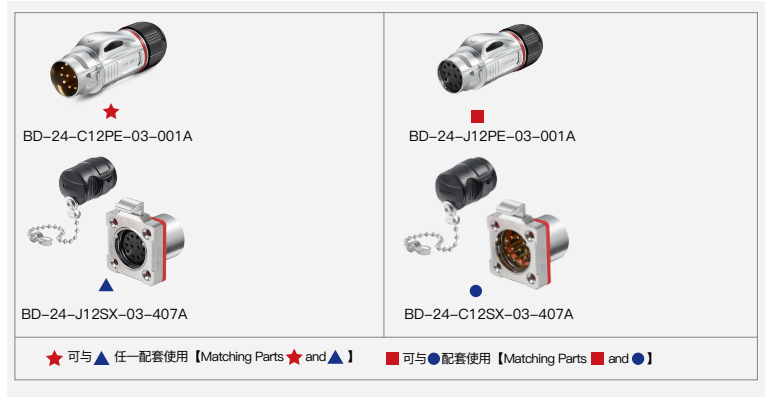 BD-24-C12PE-03-001A
BD-24-J12PE-03-001A
BD-24-J12SX-03-407A
BD-24-C12SX-03-407A
★ 可与▲ 任一配套使用【Matching Parts ★ and ▲ 】
■ 可与●配套使用【Matching Parts ■ and ● 】